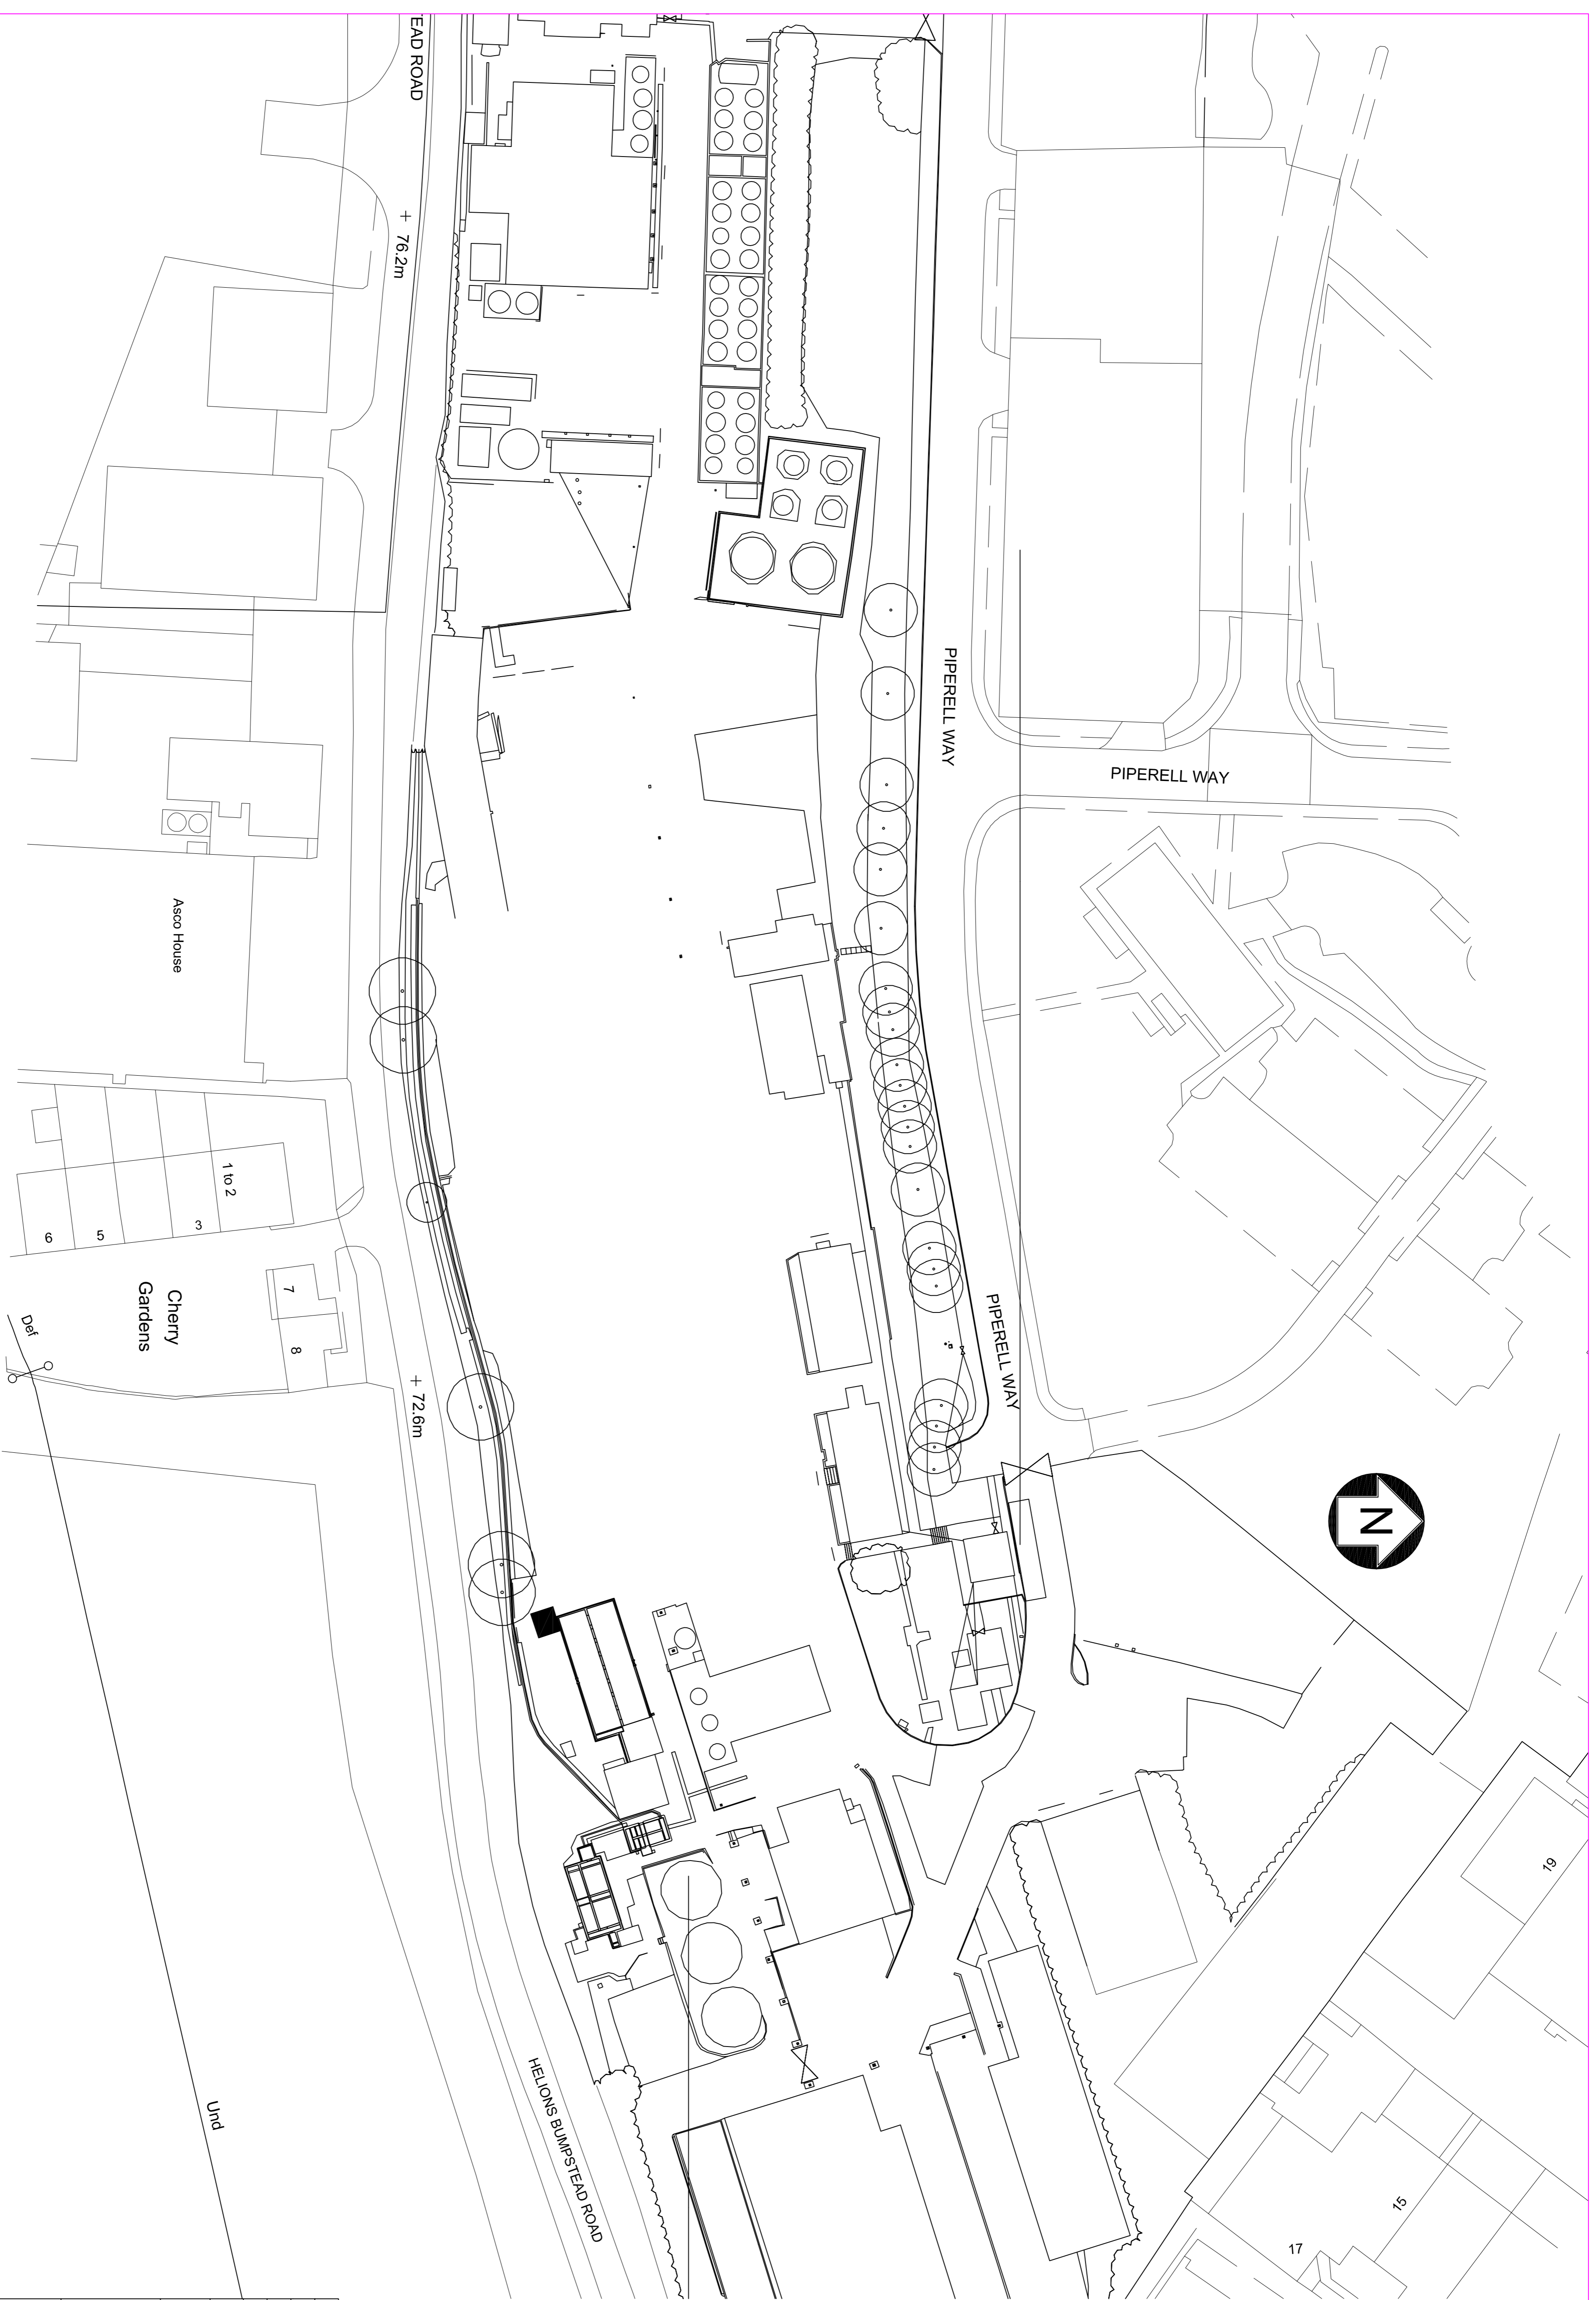 'EAD ROAD
+ 76.2m
PIPERELL WAY
PIPERELL WAY
Asco House
1 to 2
3
5
6
7
8
Cherry
Gardens
Def
+ 72.6m
PIPERELL WAY
N
19
15
17
HELIONS BUMPSTEAD ROAD
Und